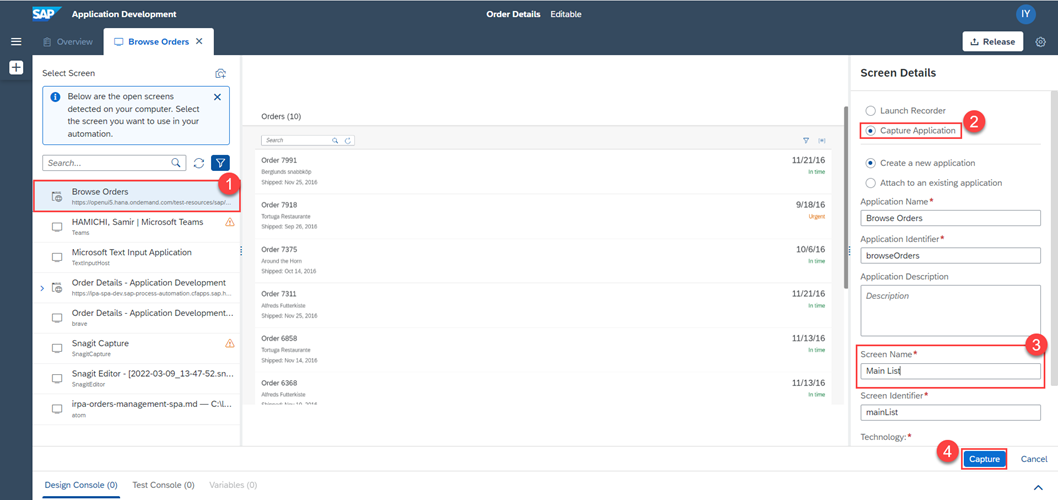 SAP Application Development
Order Details Editable
IY
Overview
Browse Orders
Release
Select Screen
Below are the open screens
detected on your computer. Select
the screen you want to use in your
automation.
Search...
1
Browse Orders
https://openui5.hana.ondemand.com/test-resources/sap/...
HAMICHI, Samir | Microsoft Teams
Teams
Microsoft Text Input Application
TextInputHost
Order Details - Application Development
https://ipa-spa-dev.sap-process-automation.cfapps.sap.h...
Order Details - Application Development...
brave
Snagit Capture
SnagitCapture
Snagit Editor - [2022-03-09_13-47-52.sn...
SnagitEditor
irpa-orders-management-spa.md — C:\l...
atom
Orders (10)
Search
Order 7991 11/21/16
Berglunds snabbköp In time
Shipped: Nov 25, 2016
Order 7918 9/18/16
Tortuga Restaurante Urgent
Shipped: Sep 26, 2016
Order 7375 10/6/16
Around the Horn In time
Shipped: Oct 14, 2016
Order 7311 11/21/16
Alfreds Futterkiste In time
Shipped: Nov 25, 2016
Order 6858 11/13/16
Tortuga Restaurante In time
Shipped: Nov 14, 2016
Order 6368 11/13/16
Alfreds Futterkiste In time
Screen Details
Launch Recorder
Capture Application
2
Create a new application
Attach to an existing application
Application Name*
Browse Orders
Application Identifier*
browseOrders
Application Description
Description
3
Screen Name*
Main List
Screen Identifier*
mainList
Technology:*
4
Capture Cancel
Design Console (0) Test Console (0) Variables (0)